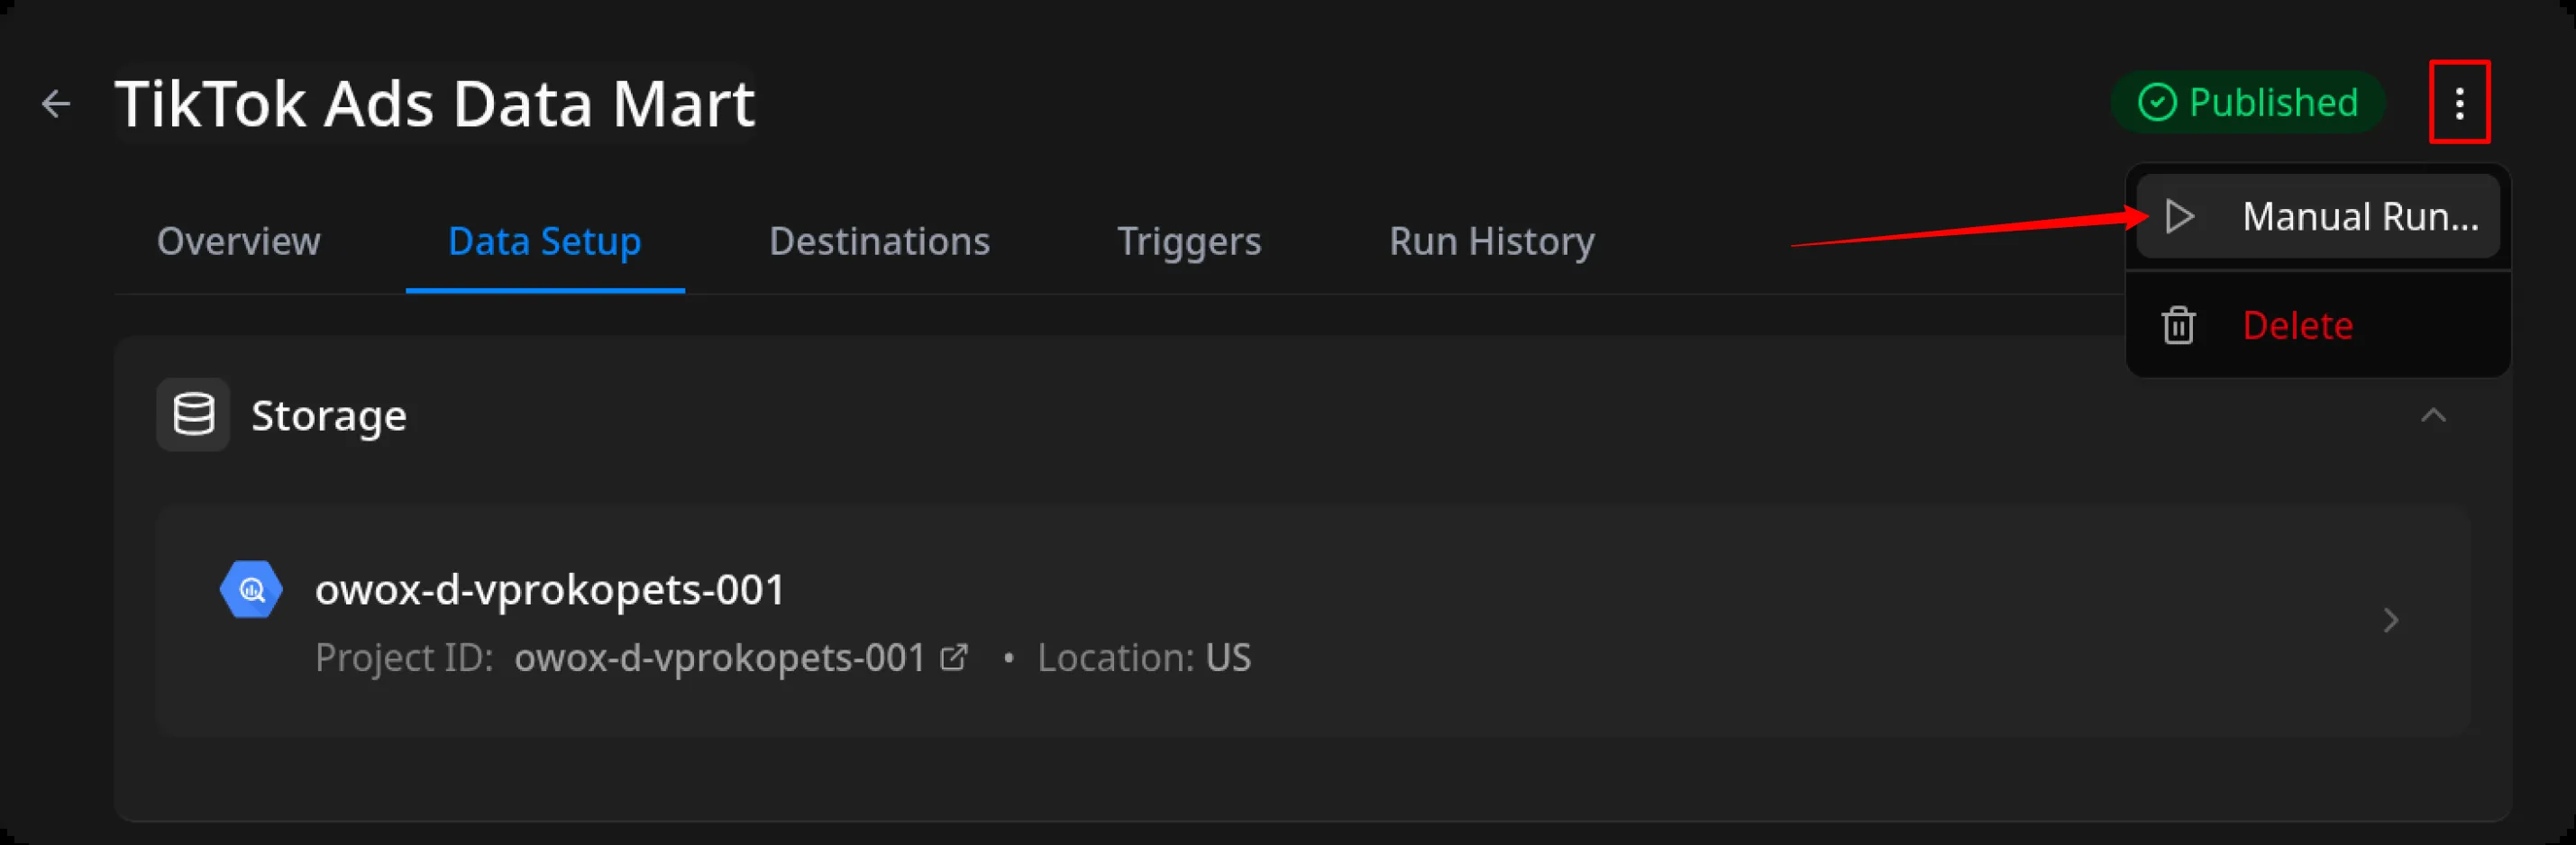 TikTok Ads Data Mart
Published
Overview
Data Setup
Destinations
Triggers
Run History
Manual Run...
Delete
Storage
owox-d-vprokopets-001
Project ID: owox-d-vprokopets-001 • Location: US